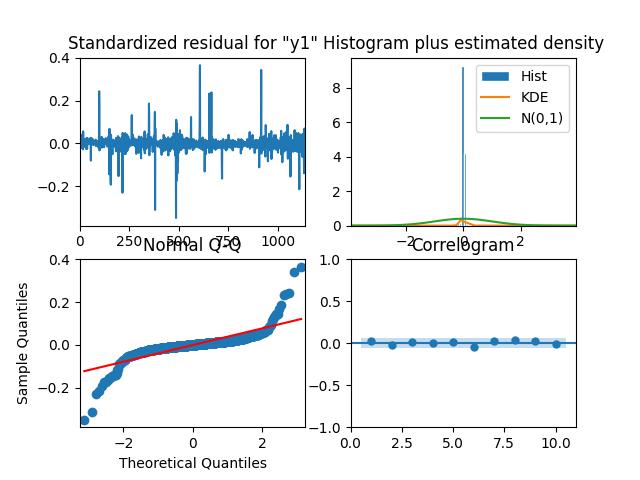 Standardized residual for "y1" Histogram plus estimated density
0.4
0.2
0.0
−0.2
0 250 500 750 1000
8
6
4
2
0
−2 0 2
Hist
KDE
N(0,1)
Normal Q-Q
Correlogram
Sample Quantiles
0.4
0.2
0.0
−0.2
−2 0 2
Theoretical Quantiles
1.0
0.5
0.0
−0.5
−1.0
0.0 2.5 5.0 7.5 10.0